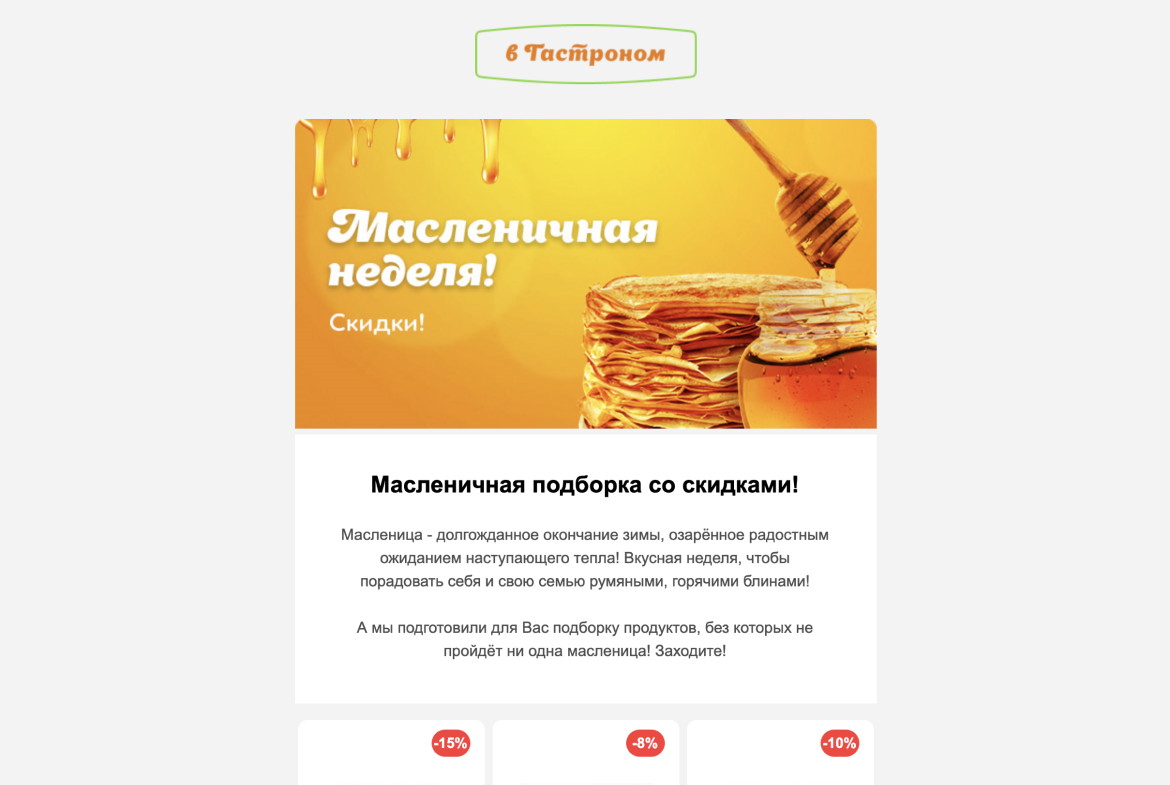 в Гастроном
Масленичная
неделя!
Скидки!
Масленичная подборка со скидками!
Масленица - долгожданное окончание зимы, озарённое радостным
ожиданием наступающего тепла! Вкусная неделя, чтобы
порадовать себя и свою семью румяными, горячими блинами!
А мы подготовили для Вас подборку продуктов, без которых не
пройдёт ни одна масленица! Заходите!
-15%
-8%
-10%